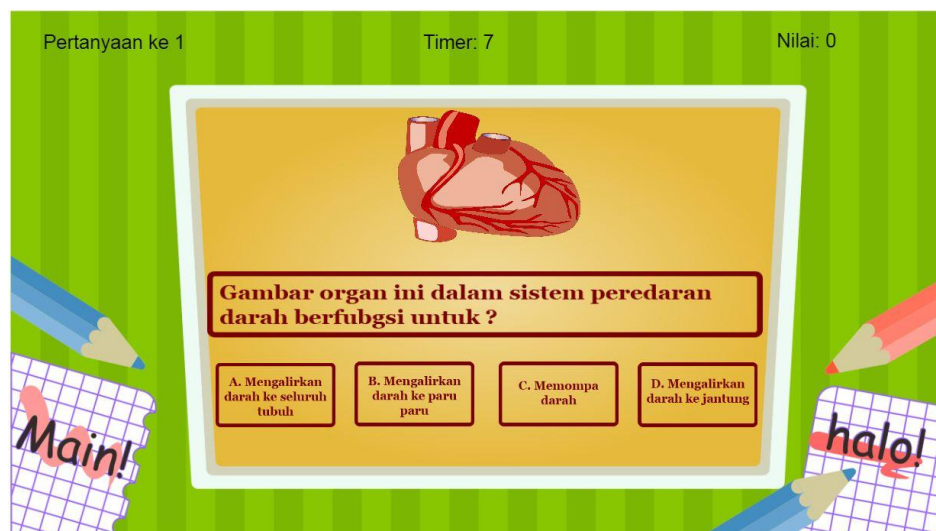 Pertanyaan ke 1
Timer: 7
Nilai: 0
Gambar organ ini dalam sistem peredaran
darah berfubgsi untuk ?
A. Mengalirkan
darah ke seluruh
tubuh
B. Mengalirkan
darah ke paru
paru
C. Memompa
darah
D. Mengalirkan
darah ke jantung
Main!
halo!